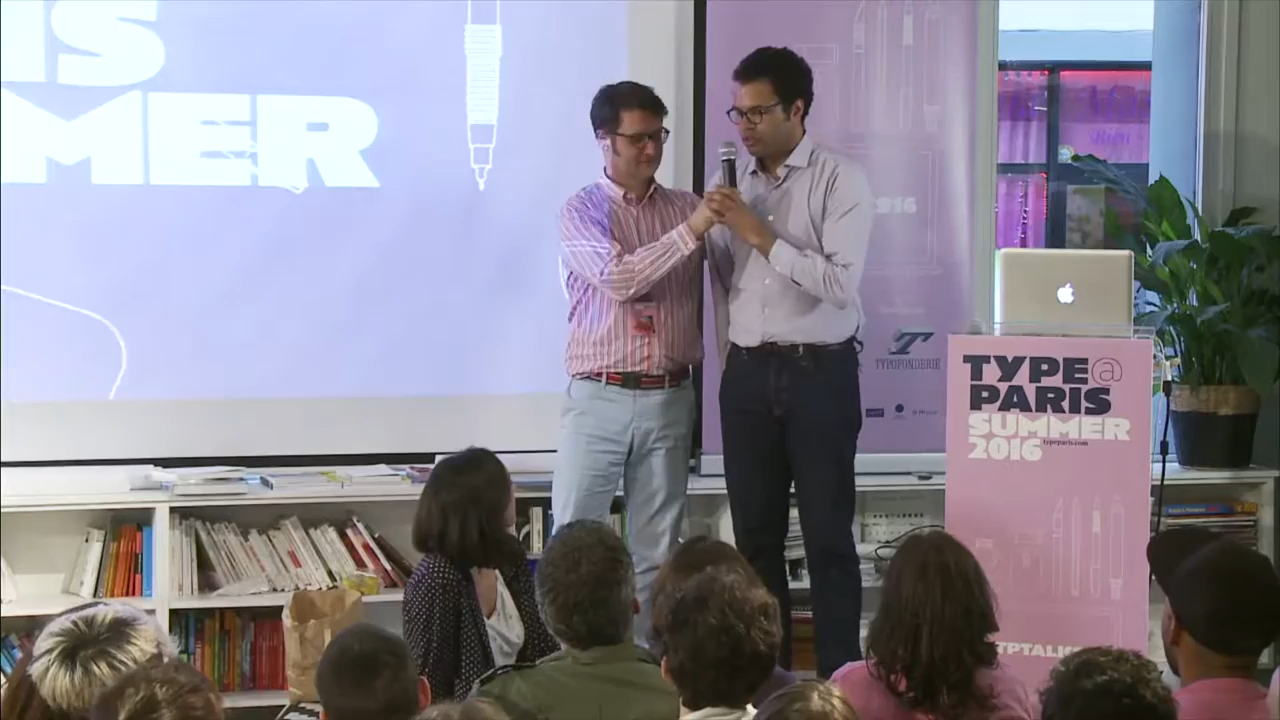 IS
MER
2016
TYPOFONDERIE
TYPE@
PARIS
SUMMER
2016 typeparis.com